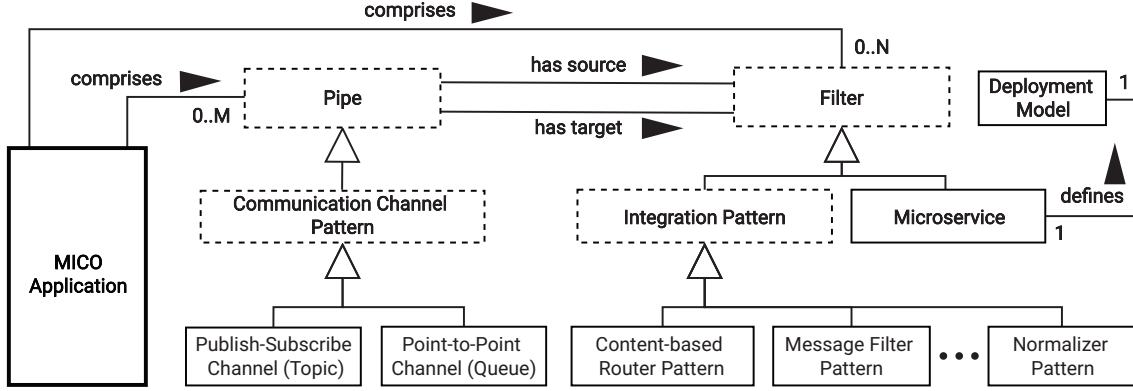 comprises
0..N
comprises
0..M
Pipe
has source
has target
Filter
Deployment
Model
1
defines
1
Communication Channel
Pattern
Integration Pattern
Microservice
MICO
Application
Publish-Subscribe
Channel (Topic)
Point-to-Point
Channel (Queue)
Content-based
Router Pattern
Message Filter
Pattern
•••
Normalizer
Pattern